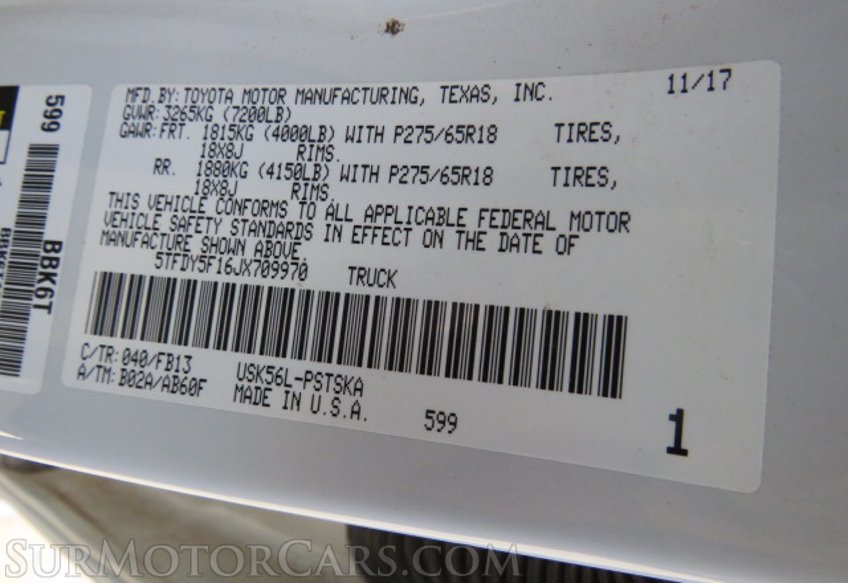 MFD.BY: TOYOTA MOTOR MANUFACTURING, TEXAS, INC. 11/17
GVWR: 3265KG (7200LB)
GAWR: FRT. 1815KG (4000LB) WITH P275/65R18 TIRES,
18X8J RIMS.
RR. 1880KG (4150LB) WITH P275/65R18 TIRES,
18X8J RIMS.
THIS VEHICLE CONFORMS TO ALL APPLICABLE FEDERAL MOTOR
VEHICLE SAFETY STANDARDS IN EFFECT ON THE DATE OF
MANUFACTURE SHOWN ABOVE.
5TFDY5F16JX709970 TRUCK
C/TR: 040/FB13 USK56L-PSTSKA
A/TM: B02A/AB60F MADE IN U.S.A. 599 1
599 BBK6T
SURMOTORCARS.COM